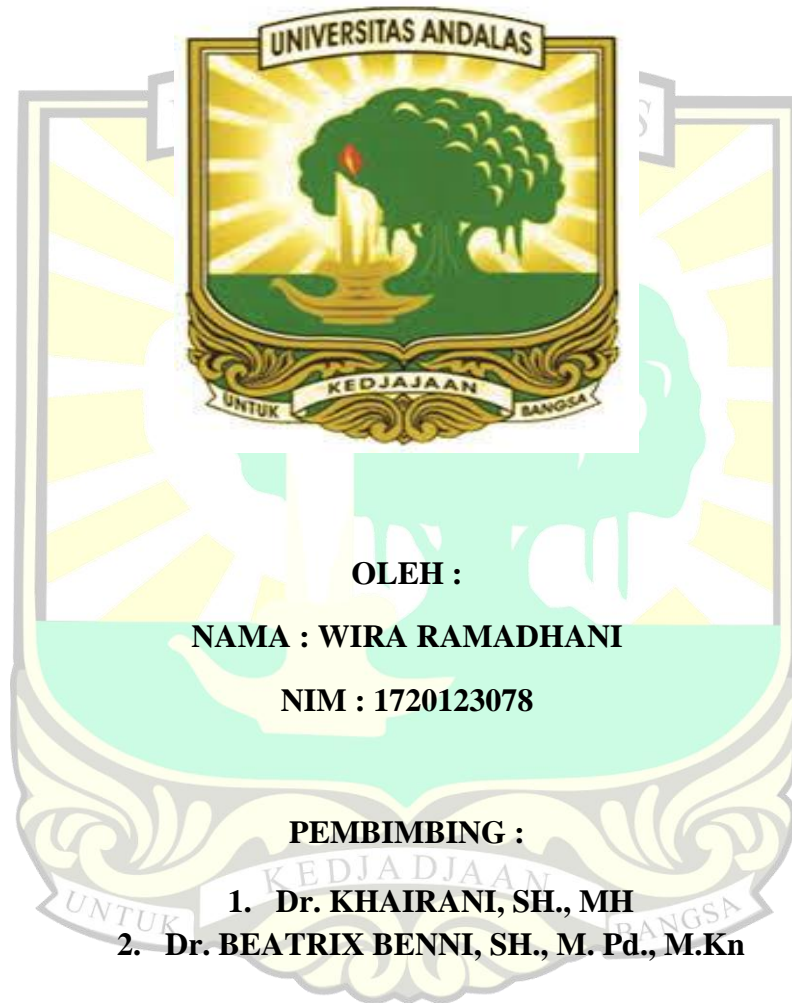 UNIVERSITAS ANDALAS
UNTUK KEDJAJAAN BANGSA
OLEH :
NAMA : WIRA RAMADHANI
NIM : 1720123078
PEMBIMBING :
1. Dr. KHAIRANI, SH., MH
2. Dr. BEATRIX BENNI, SH., M. Pd., M.Kn
UNTUK KEDJADJAAN BANGSA